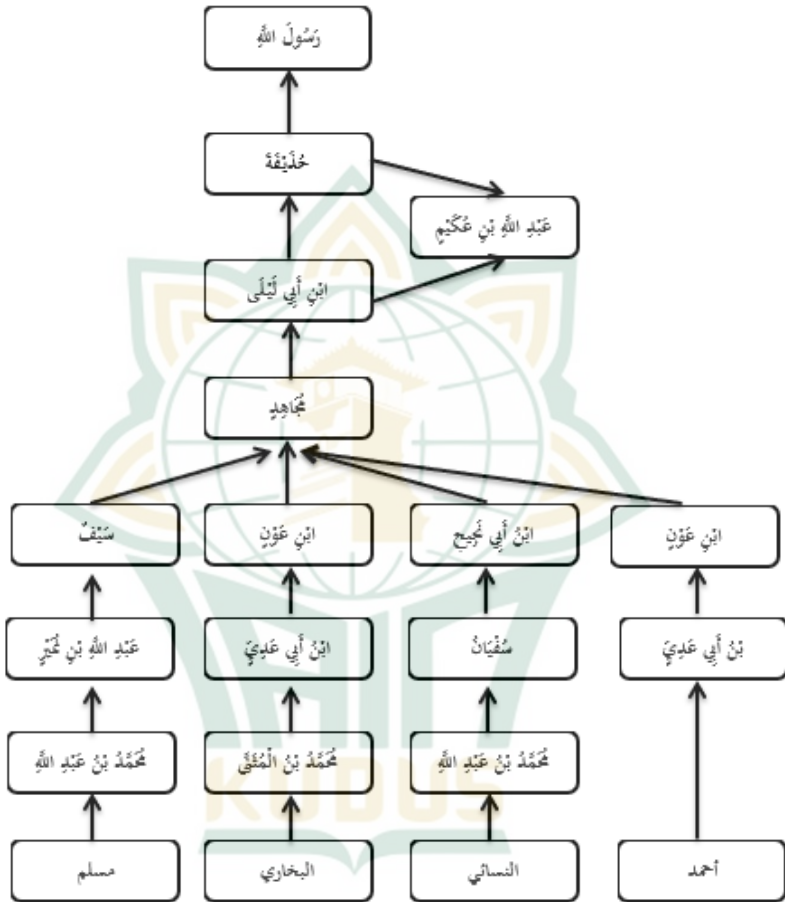 رَسُولَ اللَّهِ
حُذَيْفَةَ
عَبْدِ اللَّهِ بْنِ عُكَيْمٍ
ابْنِ أَبِي لَيْلَى
مُجَاهِدٍ
سَيْفٌ
ابْنِ عَوْنٍ
ابْنُ أَبِي نَجِيحٍ
ابْنِ عَوْنٍ
عَبْدِ اللَّهِ بْنِ نُمَيْرٍ
ابْنُ أَبِي عَدِيٍّ
سُفْيَانُ
بْنُ أَبِي عَدِيٍّ
مُحَمَّدُ بْنُ عَبْدِ اللَّهِ
مُحَمَّدُ بْنُ الْمُثَنَّى
مُحَمَّدُ بْنُ عَبْدِ اللَّهِ
KUDUS
مسلم
البخاري
النسائي
أحمد